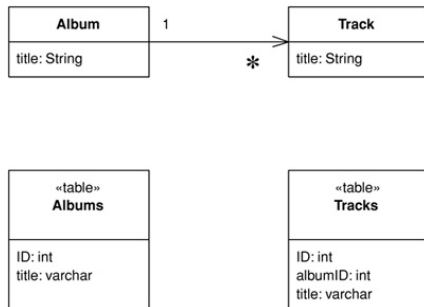 Album
1
Track
title: String
*
title: String
«table»
Albums
«table»
Tracks
ID: int
title: varchar
ID: int
albumID: int
title: varchar